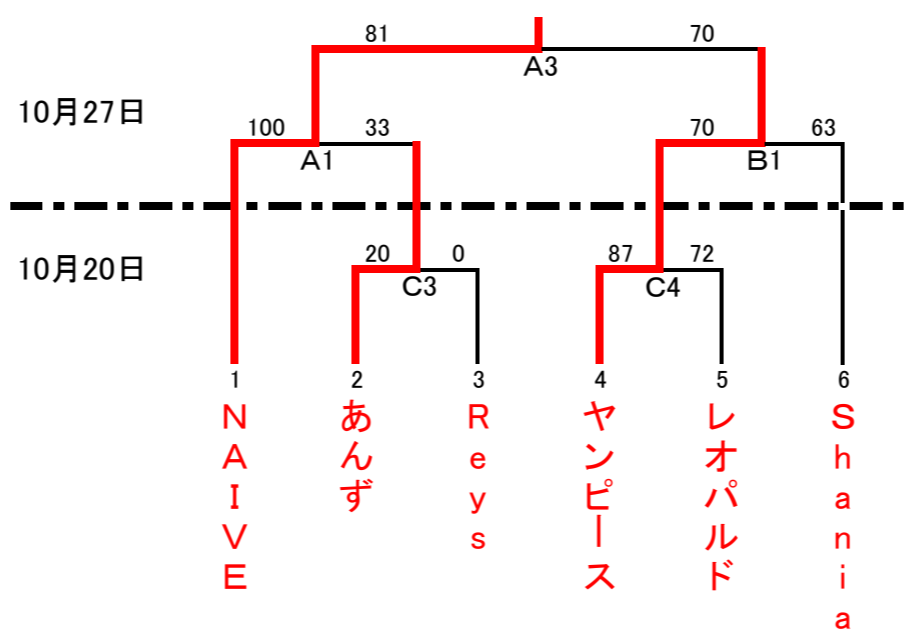 81 70
A3
10月27日
100 33 70 63
A1 B1
10月20日
20 0 87 72
C3 C4
1 2 3 4 5 6
NAIVE
あんず
Reys
ヤンピース
レオパルド
Shania